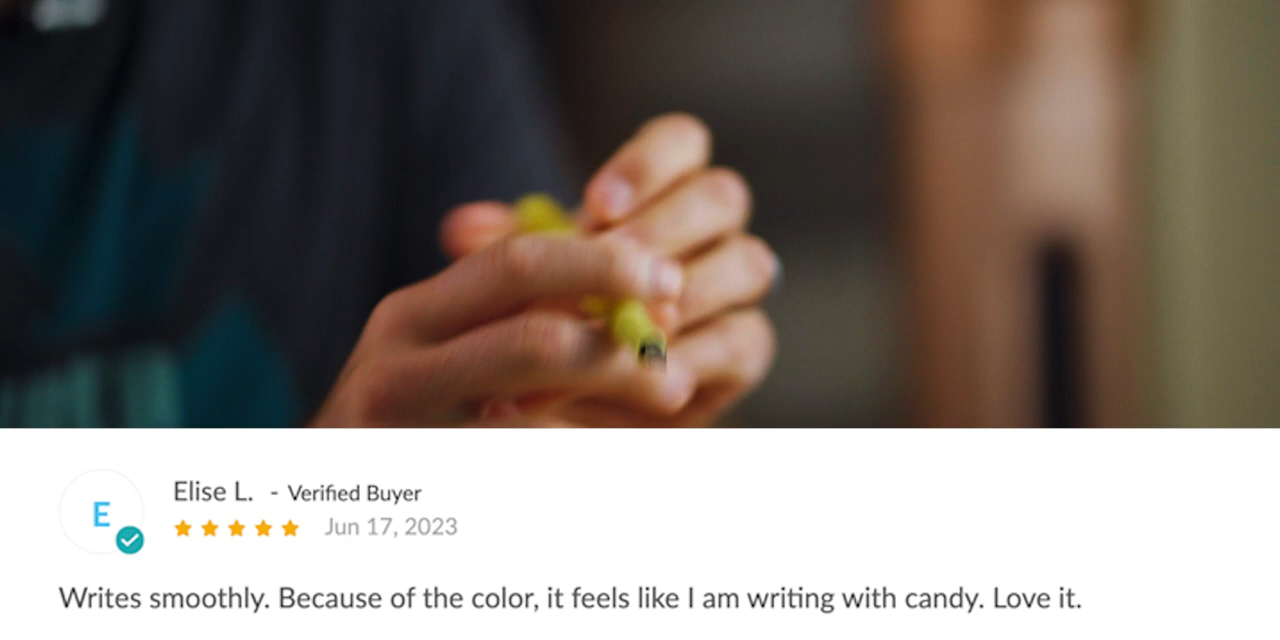 E
Elise L. - Verified Buyer
Jun 17, 2023
Writes smoothly. Because of the color, it feels like I am writing with candy. Love it.